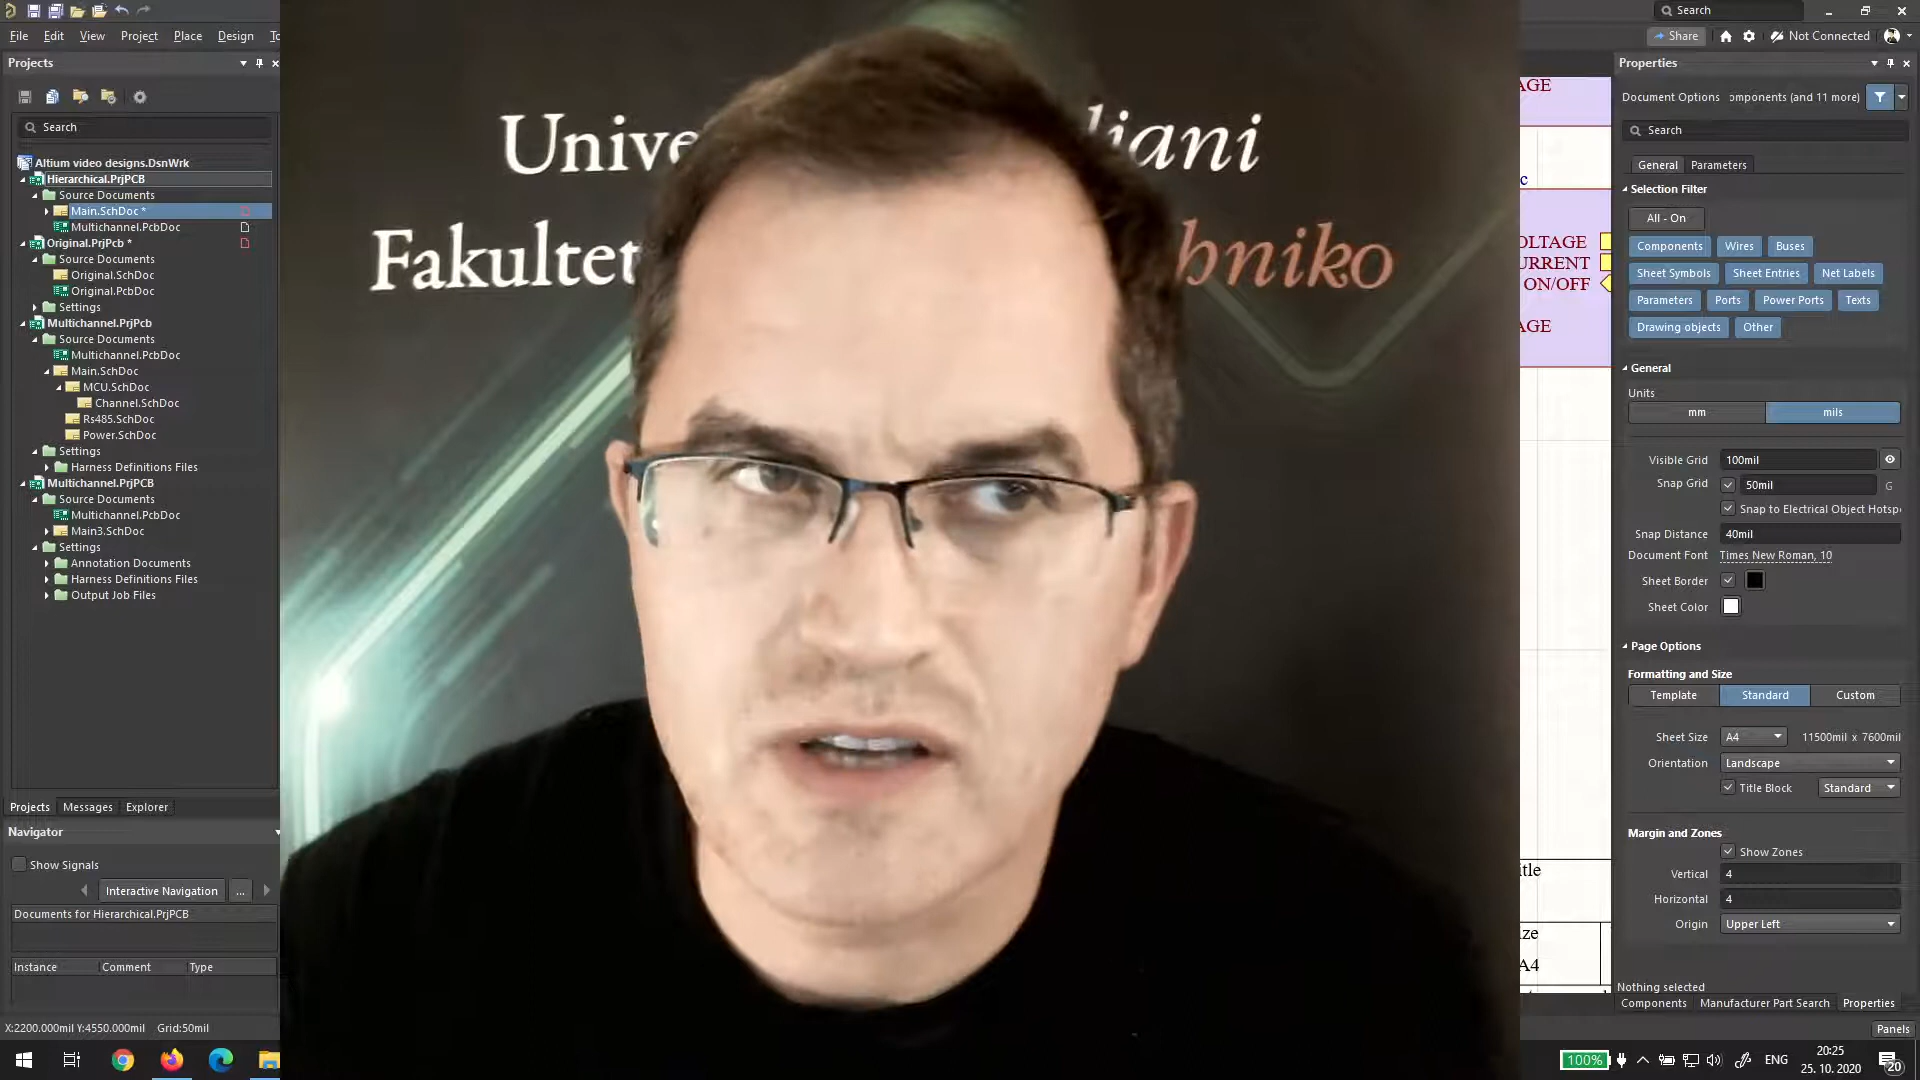 Search
File Edit View Project Place Design To
Share
Not Connected
Projects
Search
Altium video designs.DsnWrk
Hierarchical.PrjPCB
Source Documents
Main.SchDoc *
Multichannel.PcbDoc
Original.PrjPcb *
Source Documents
Original.SchDoc
Original.PcbDoc
Settings
Multichannel.PrjPcb
Source Documents
Multichannel.PcbDoc
Main.SchDoc
MCU.SchDoc
Channel.SchDoc
Rs485.SchDoc
Power.SchDoc
Settings
Harness Definitions Files
Multichannel.PrjPCB
Source Documents
Multichannel.PcbDoc
Main3.SchDoc
Settings
Annotation Documents
Harness Definitions Files
Output Job Files
Projects Messages Explorer
Navigator
Show Signals
Interactive Navigation ...
Documents for Hierarchical.PrjPCB
Instance Comment Type
X:2200.000mil Y:4550.000mil Grid:50mil
Unive ljani
Fakultet hniko
AGE
c
OLTAGE
URRENT
ON/OFF
AGE
itle
ize
A4
Properties
Document Options omponents (and 11 more)
Search
General Parameters
Selection Filter
All - On
Components Wires Buses
Sheet Symbols Sheet Entries Net Labels
Parameters Ports Power Ports Texts
Drawing objects Other
General
Units
mm mils
Visible Grid 100mil
Snap Grid 50mil G
Snap to Electrical Object Hotsp
Snap Distance 40mil
Document Font Times New Roman, 10
Sheet Border
Sheet Color
Page Options
Formatting and Size
Template Standard Custom
Sheet Size A4 11500mil x 7600mil
Orientation Landscape
Title Block Standard
Margin and Zones
Show Zones
Vertical 4
Horizontal 4
Origin Upper Left
Nothing selected
Components Manufacturer Part Search Properties
Panels
100% ENG 20:25
25. 10. 2020 20